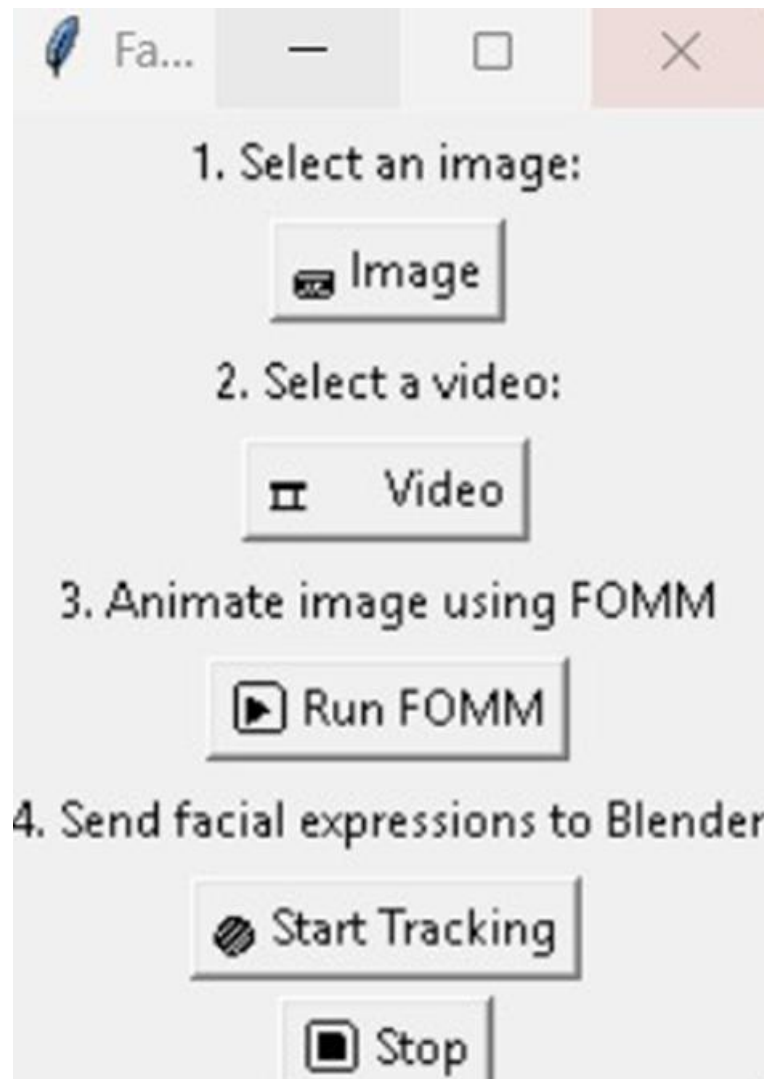 Fa...
1. Select an image:
Image
2. Select a video:
Video
3. Animate image using FOMM
Run FOMM
4. Send facial expressions to Blender
Start Tracking
Stop